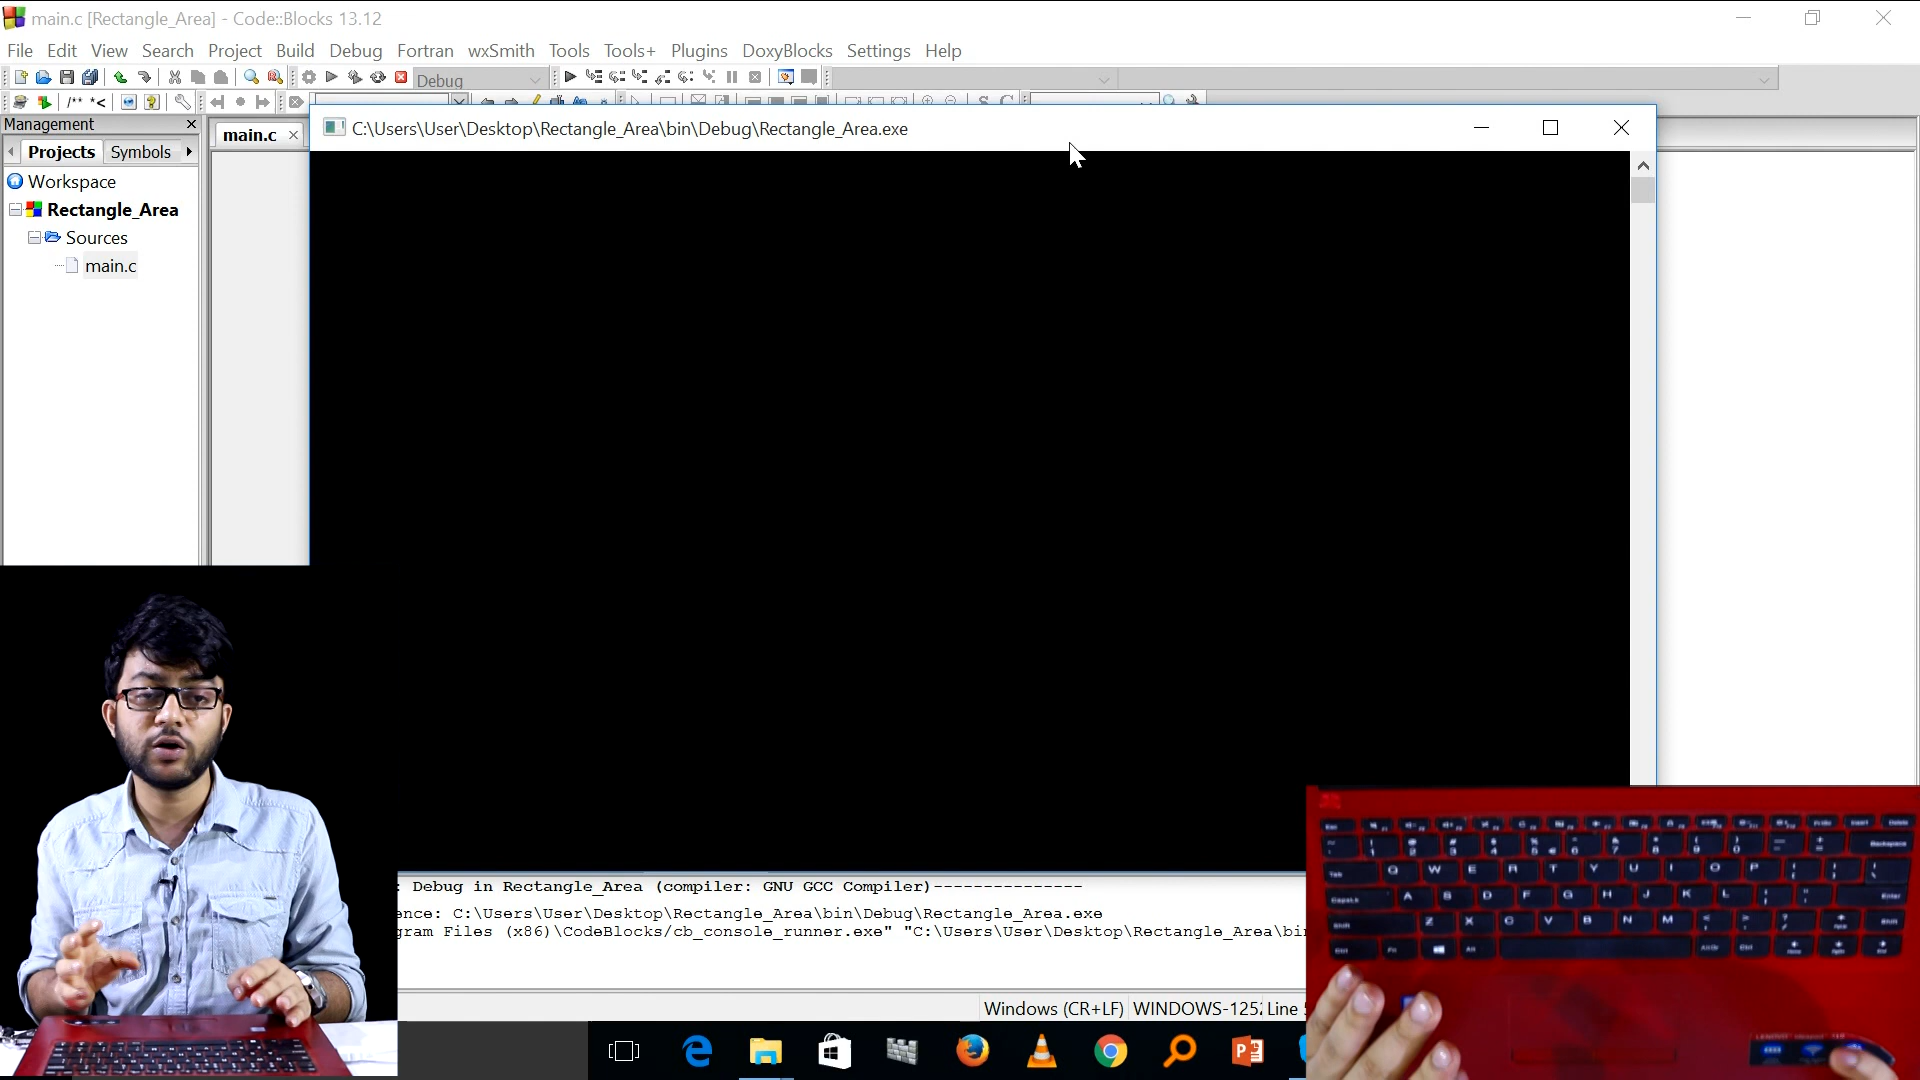 main.c [Rectangle_Area] - Code::Blocks 13.12
File Edit View Search Project Build Debug Fortran wxSmith Tools Tools+ Plugins DoxyBlocks Settings Help
Debug
/** *<
Management
main.c
C:\Users\User\Desktop\Rectangle_Area\bin\Debug\Rectangle_Area.exe
Projects Symbols
Workspace
Rectangle_Area
Sources
main.c
: Debug in Rectangle_Area (compiler: GNU GCC Compiler)---------------
ence: C:\Users\User\Desktop\Rectangle_Area\bin\Debug\Rectangle_Area.exe
gram Files (x86)\CodeBlocks/cb_console_runner.exe" "C:\Users\User\Desktop\Rectangle_Area\bin
Windows (CR+LF) WINDOWS-1252 Line
Q W E R T Y U I O P
A S D F G H J K L
Z X C V B N M